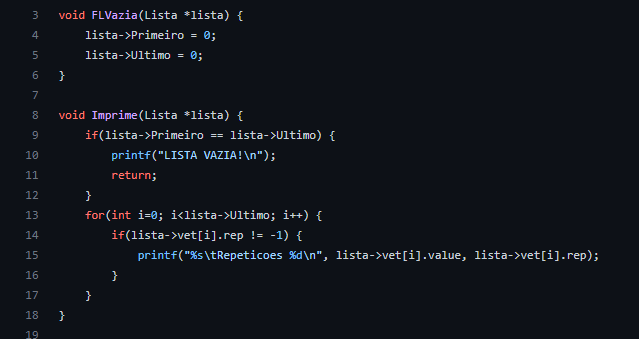 3 void FLVazia(Lista *lista) {
4     lista->Primeiro = 0;
5     lista->Ultimo = 0;
6 }
7
8 void Imprime(Lista *lista) {
9     if(lista->Primeiro == lista->Ultimo) {
10         printf("LISTA VAZIA!\n");
11         return;
12     }
13     for(int i=0; i<lista->Ultimo; i++) {
14         if(lista->vet[i].rep != -1) {
15             printf("%s\tRepeticoes %d\n", lista->vet[i].value, lista->vet[i].rep);
16         }
17     }
18 }
19